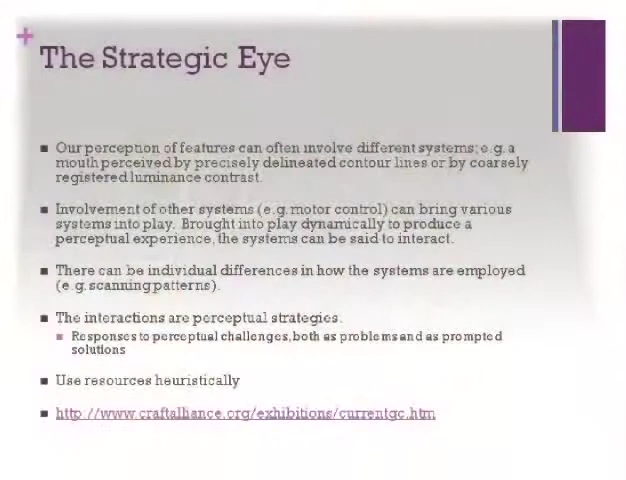 The Strategic Eye
Our perception of features can often involve different systems; e.g. a
mouth perceived by precisely delineated contour lines or by coarsely
registered luminance contrast.
Involvement of other systems (e.g. motor control) can bring various
systems into play. Brought into play dynamically to produce a
perceptual experience, the systems can be said to interact.
There can be individual differences in how the systems are employed
(e.g. scanning patterns).
The interactions are perceptual strategies.
Responses to perceptual challenges, both as problems and as prompted
solutions
Use resources heuristically
http://www.craftalliance.org/exhibitions/currentgc.htm